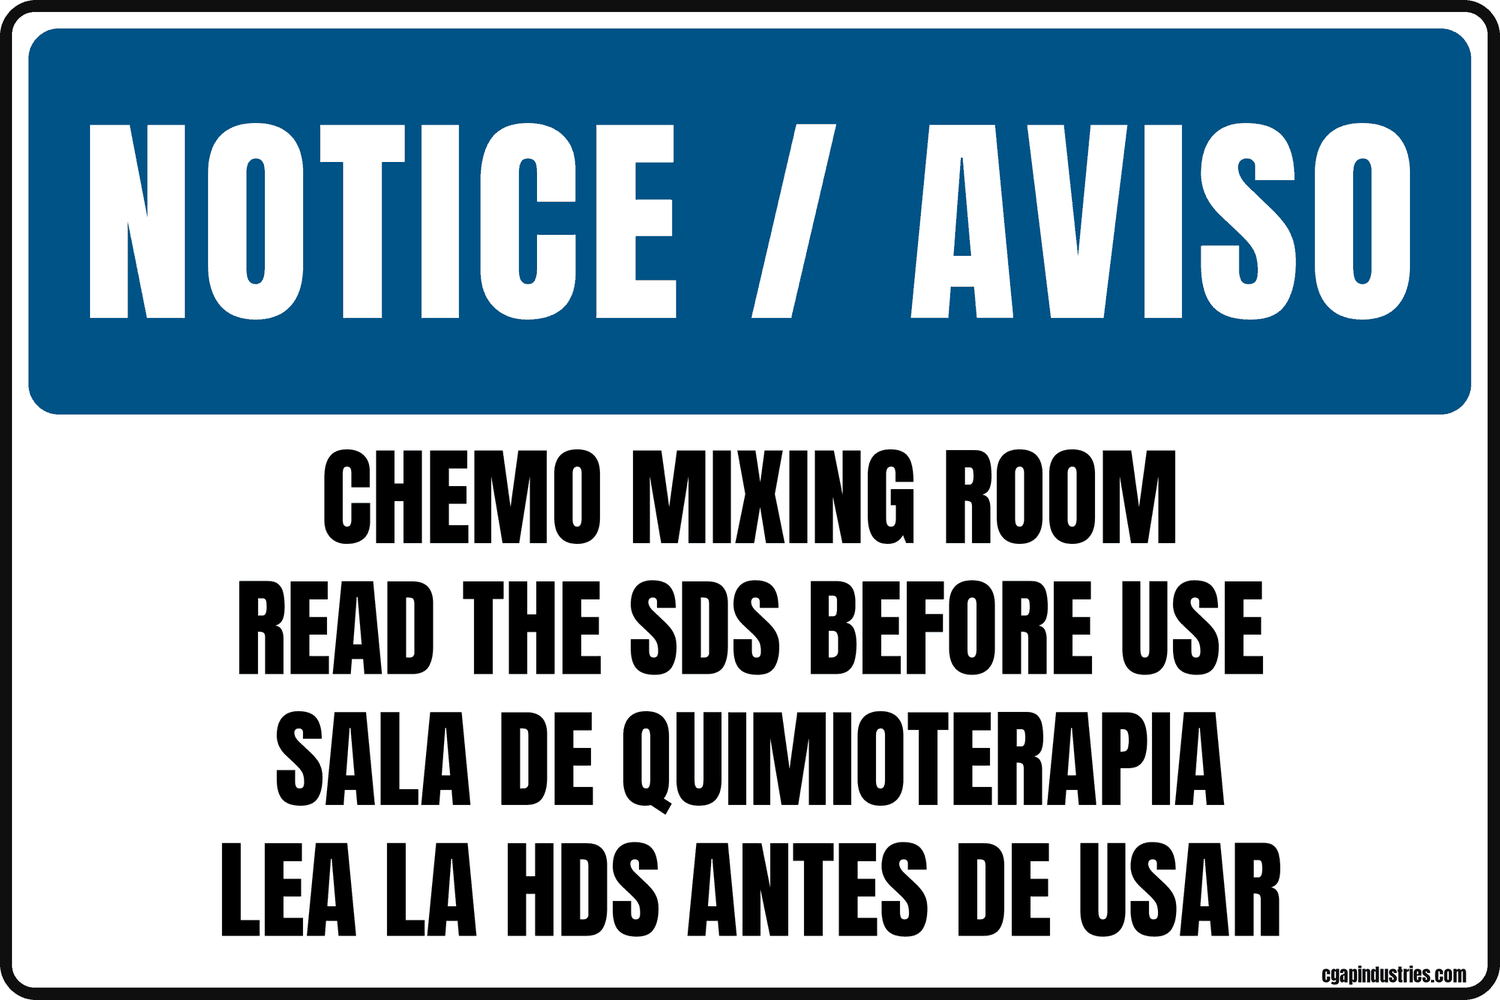 NOTICE / AVISO
CHEMO MIXING ROOM
READ THE SDS BEFORE USE
SALA DE QUIMIOTERAPIA
LEA LA HDS ANTES DE USAR
cgapindustries.com